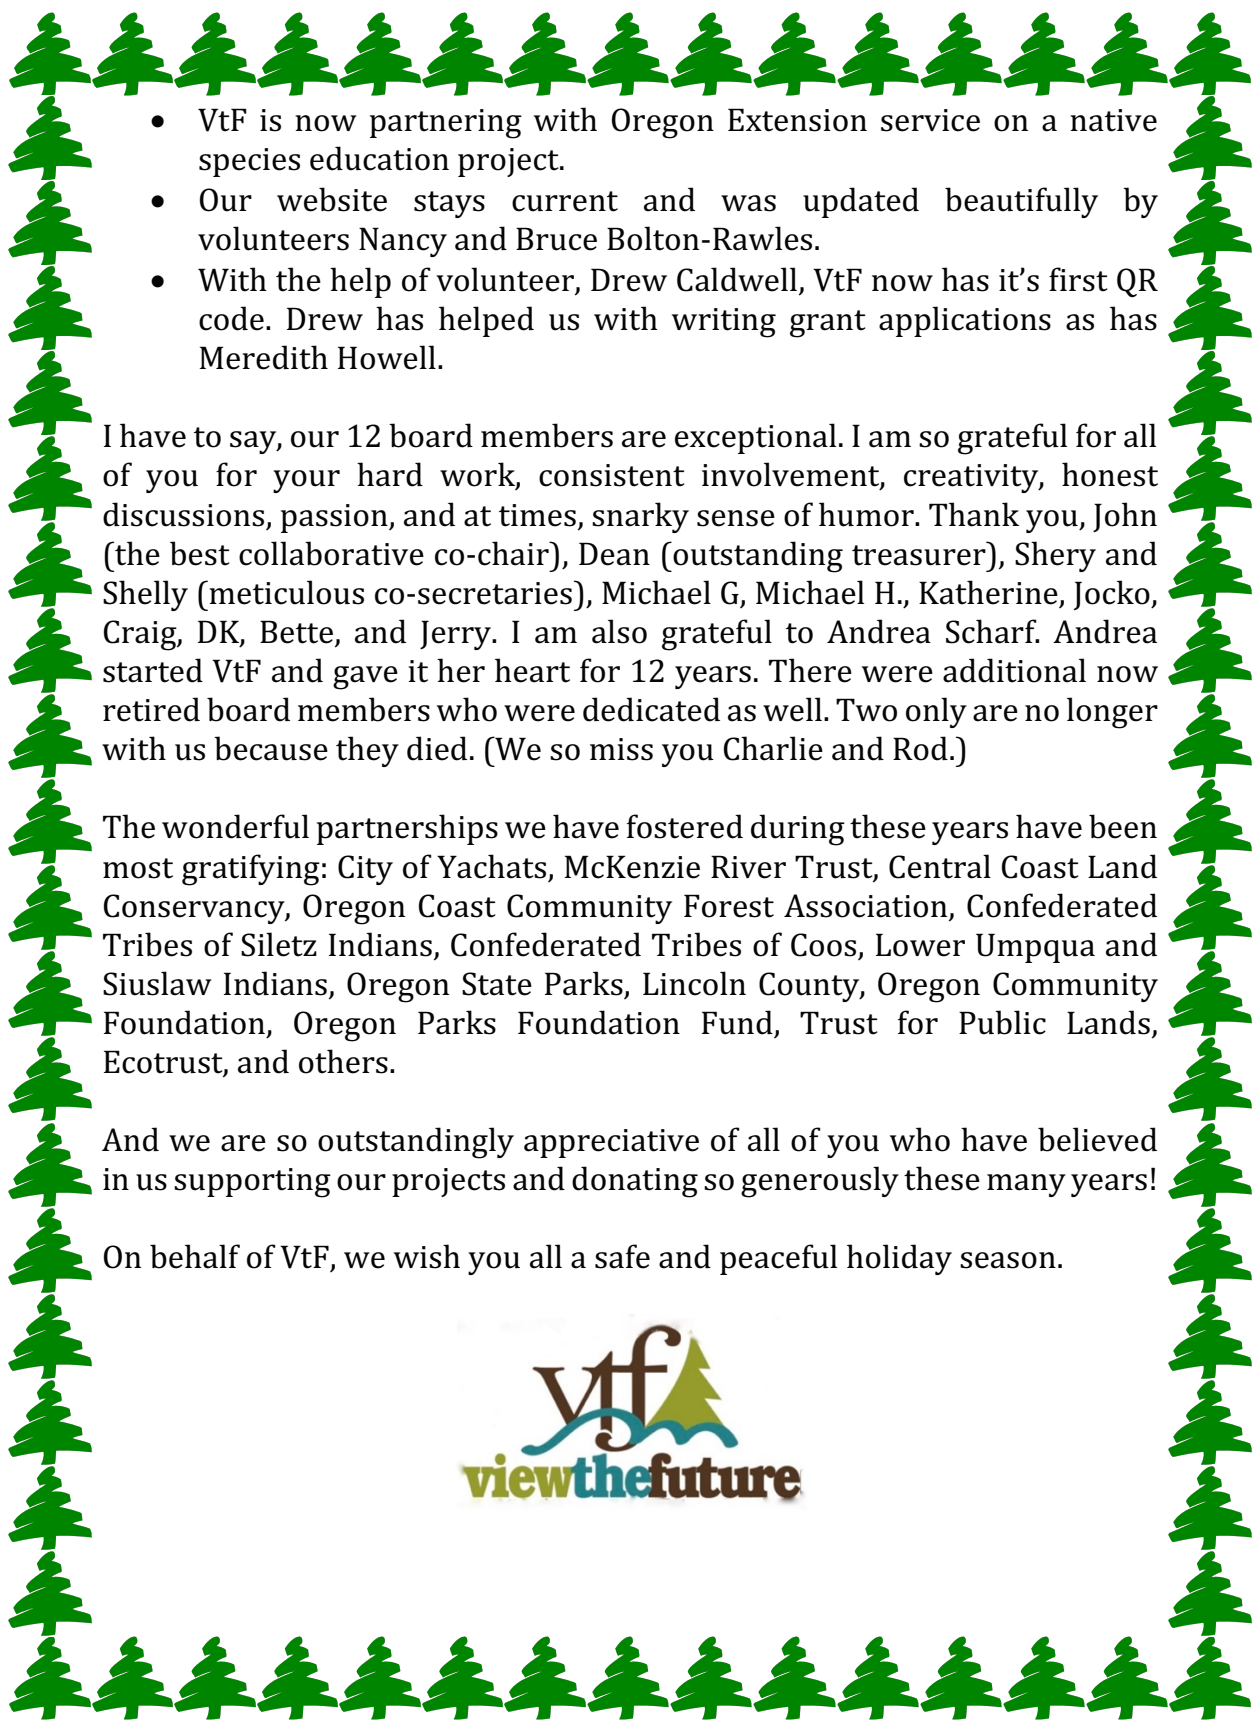 • VtF is now partnering with Oregon Extension service on a native
species education project.
• Our website stays current and was updated beautifully by
volunteers Nancy and Bruce Bolton-Rawles.
• With the help of volunteer, Drew Caldwell, VtF now has it’s first QR
code. Drew has helped us with writing grant applications as has
Meredith Howell.
I have to say, our 12 board members are exceptional. I am so grateful for all
of you for your hard work, consistent involvement, creativity, honest
discussions, passion, and at times, snarky sense of humor. Thank you, John
(the best collaborative co-chair), Dean (outstanding treasurer), Shery and
Shelly (meticulous co-secretaries), Michael G, Michael H., Katherine, Jocko,
Craig, DK, Bette, and Jerry. I am also grateful to Andrea Scharf. Andrea
started VtF and gave it her heart for 12 years. There were additional now
retired board members who were dedicated as well. Two only are no longer
with us because they died. (We so miss you Charlie and Rod.)
The wonderful partnerships we have fostered during these years have been
most gratifying: City of Yachats, McKenzie River Trust, Central Coast Land
Conservancy, Oregon Coast Community Forest Association, Confederated
Tribes of Siletz Indians, Confederated Tribes of Coos, Lower Umpqua and
Siuslaw Indians, Oregon State Parks, Lincoln County, Oregon Community
Foundation, Oregon Parks Foundation Fund, Trust for Public Lands,
Ecotrust, and others.
And we are so outstandingly appreciative of all of you who have believed
in us supporting our projects and donating so generously these many years!
On behalf of VtF, we wish you all a safe and peaceful holiday season.
vtf
viewthefuture